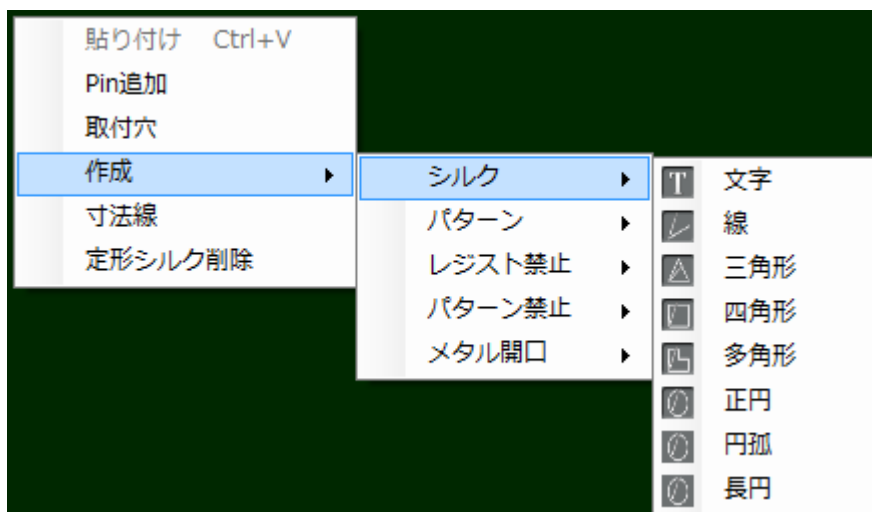 貼り付け Ctrl+V
Pin追加
取付穴
作成
寸法線
定形シルク削除
シルク
パターン
レジスト禁止
パターン禁止
メタル開口
T 文字
線
三角形
四角形
多角形
正円
円孤
長円